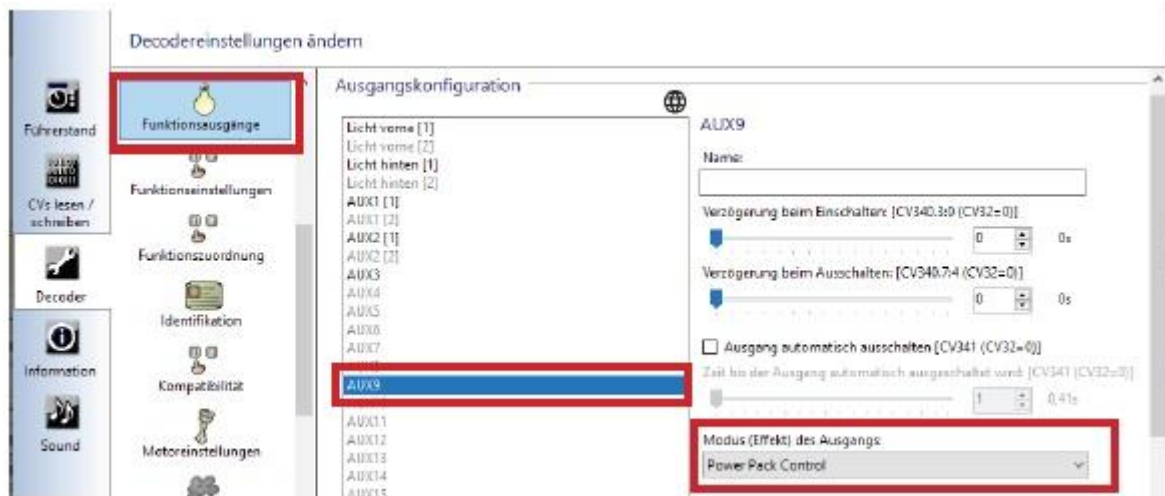 Decodereinstellungen ändern
Führerstand
CVs lesen /
schreiben
Decoder
Information
Sound
Funktionsausgänge
Funktionseinstellungen
Funktionszuordnung
Identifikation
Kompatibilität
Motoreinstellungen
Ausgangskonfiguration
Licht vorne [1]
Licht vorne [2]
Licht hinten [1]
Licht hinten [2]
AUX1 [1]
AUX1 [2]
AUX2 [1]
AUX2 [2]
AUX3
AUX4
AUX5
AUX6
AUX7
AUX9
AUX11
AUX12
AUX13
AUX14
AUX15
AUX9
Name:
Verzögerung beim Einschalten: [CV340.3:0 (CV32=0)]
0 0s
Verzögerung beim Ausschalten: [CV340.7:4 (CV32=0)]
0 0s
Ausgang automatisch ausschalten [CV341 (CV32=0)]
Zeit bis der Ausgang automatisch ausgeschaltet wird: [CV341 (CV32=0)]
1 0,41s
Modus (Effekt) des Ausgangs:
Power Pack Control